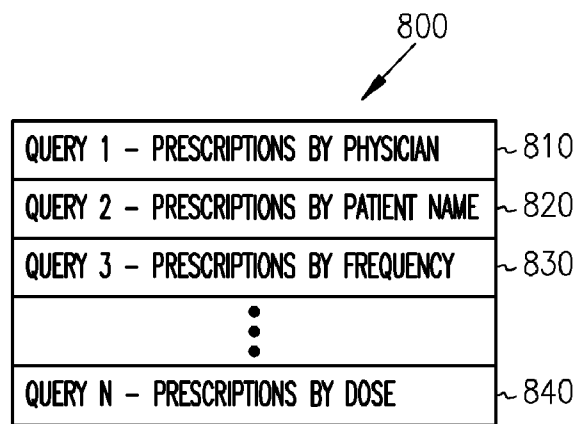 800
QUERY 1 - PRESCRIPTIONS BY PHYSICIAN 810
QUERY 2 - PRESCRIPTIONS BY PATIENT NAME 820
QUERY 3 - PRESCRIPTIONS BY FREQUENCY 830
QUERY N - PRESCRIPTIONS BY DOSE 840